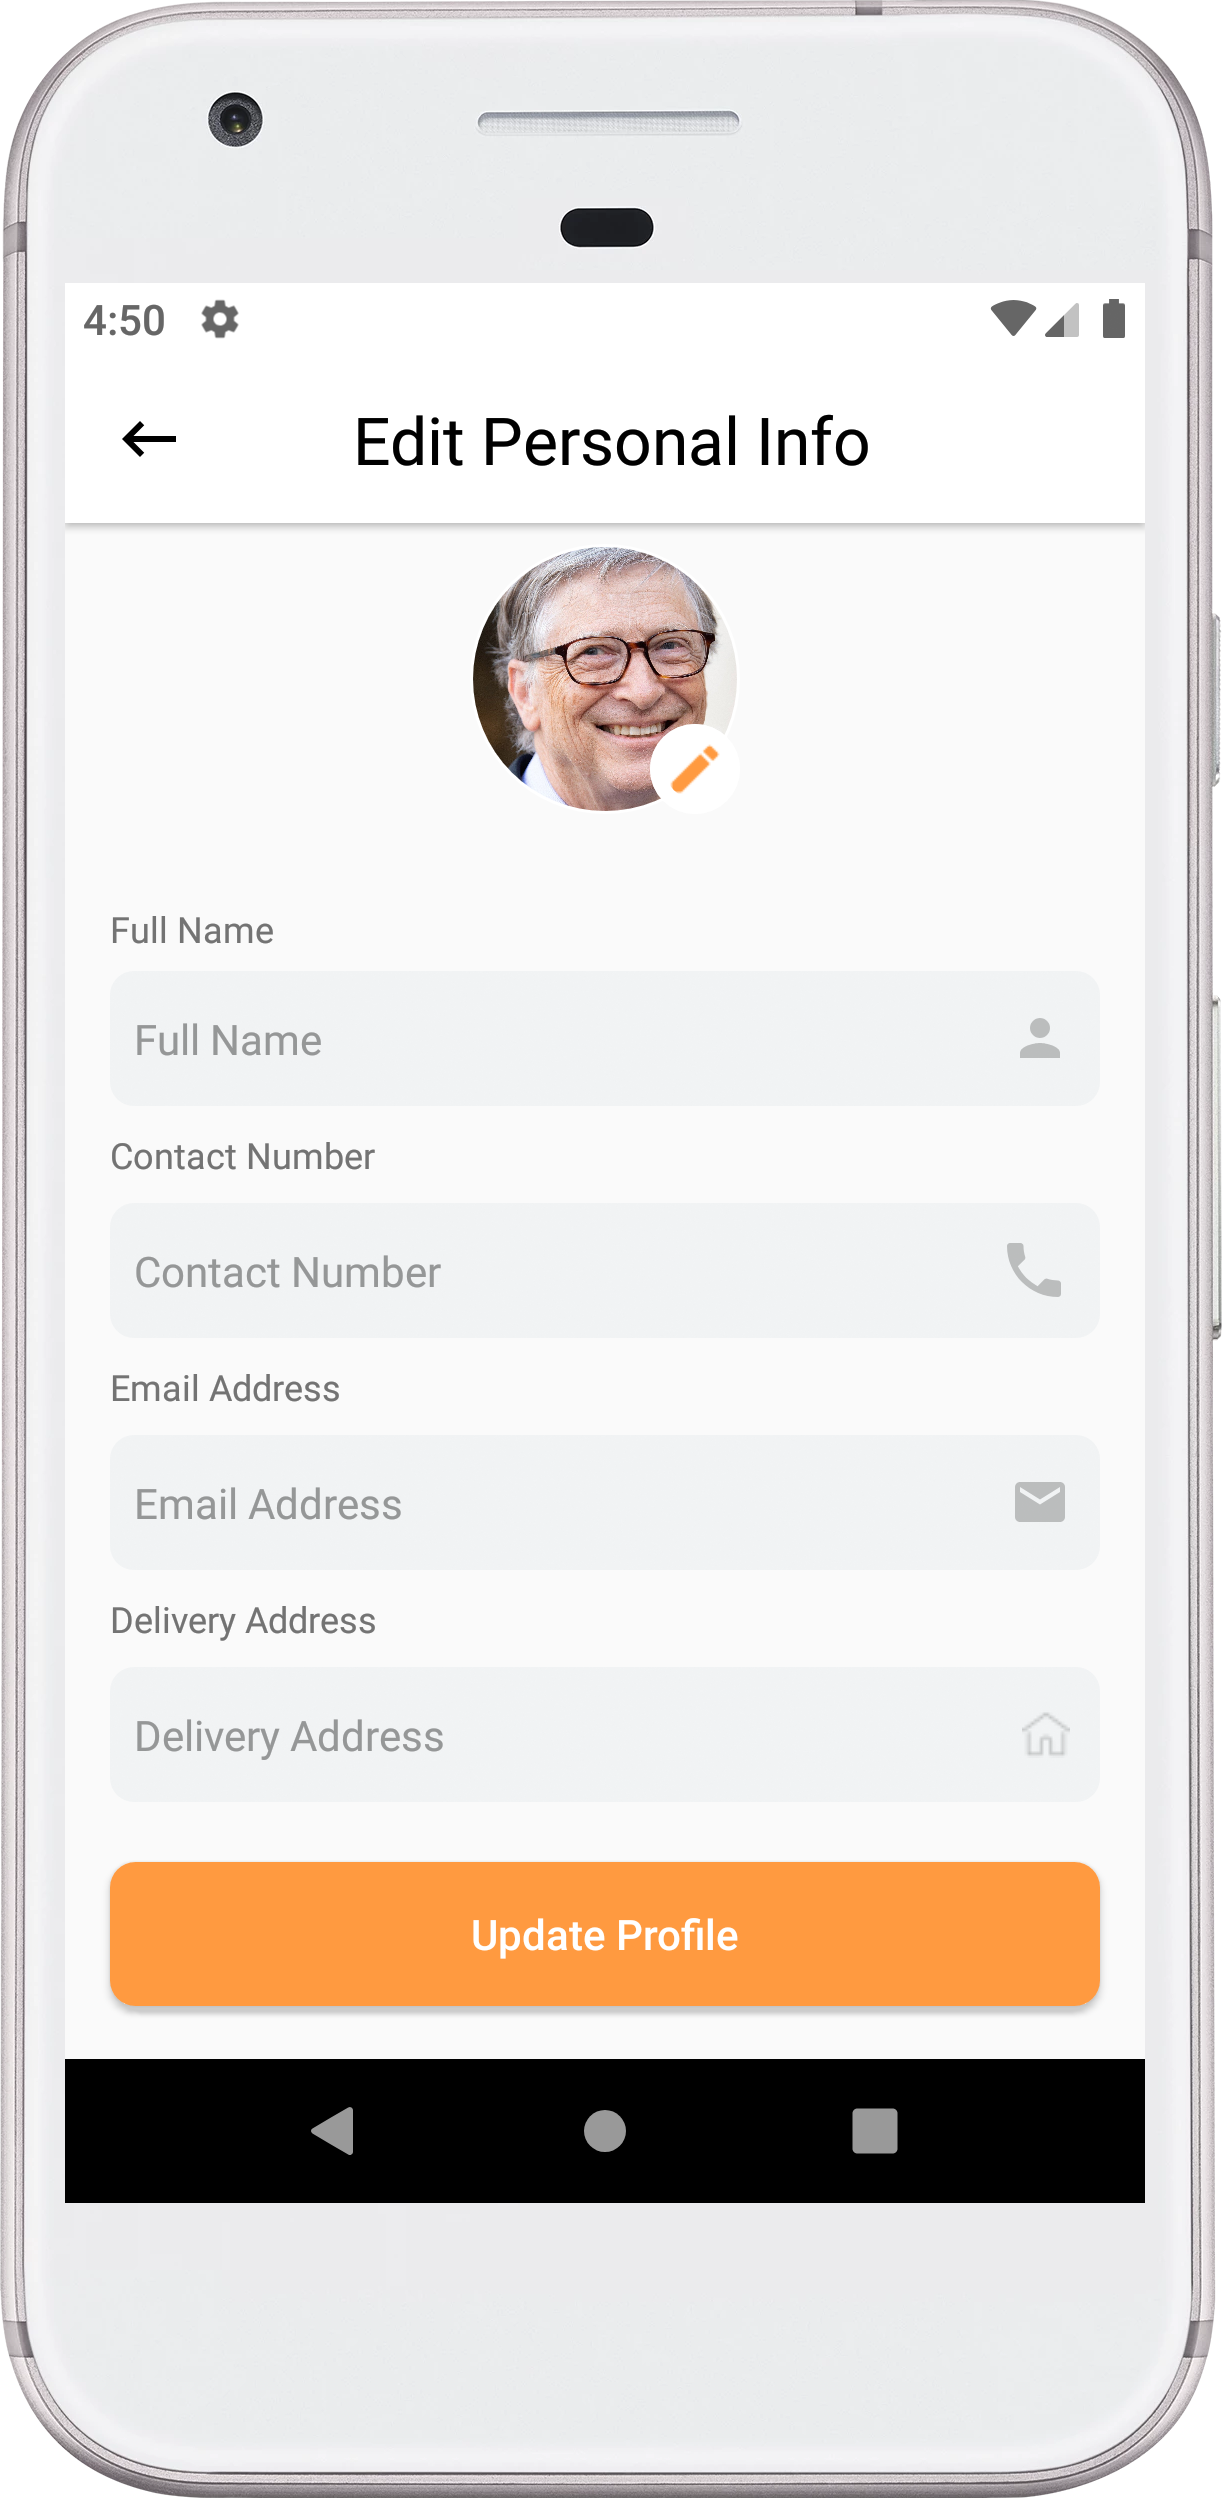 4:50
Edit Personal Info
Full Name
Full Name
Contact Number
Contact Number
Email Address
Email Address
Delivery Address
Delivery Address
Update Profile